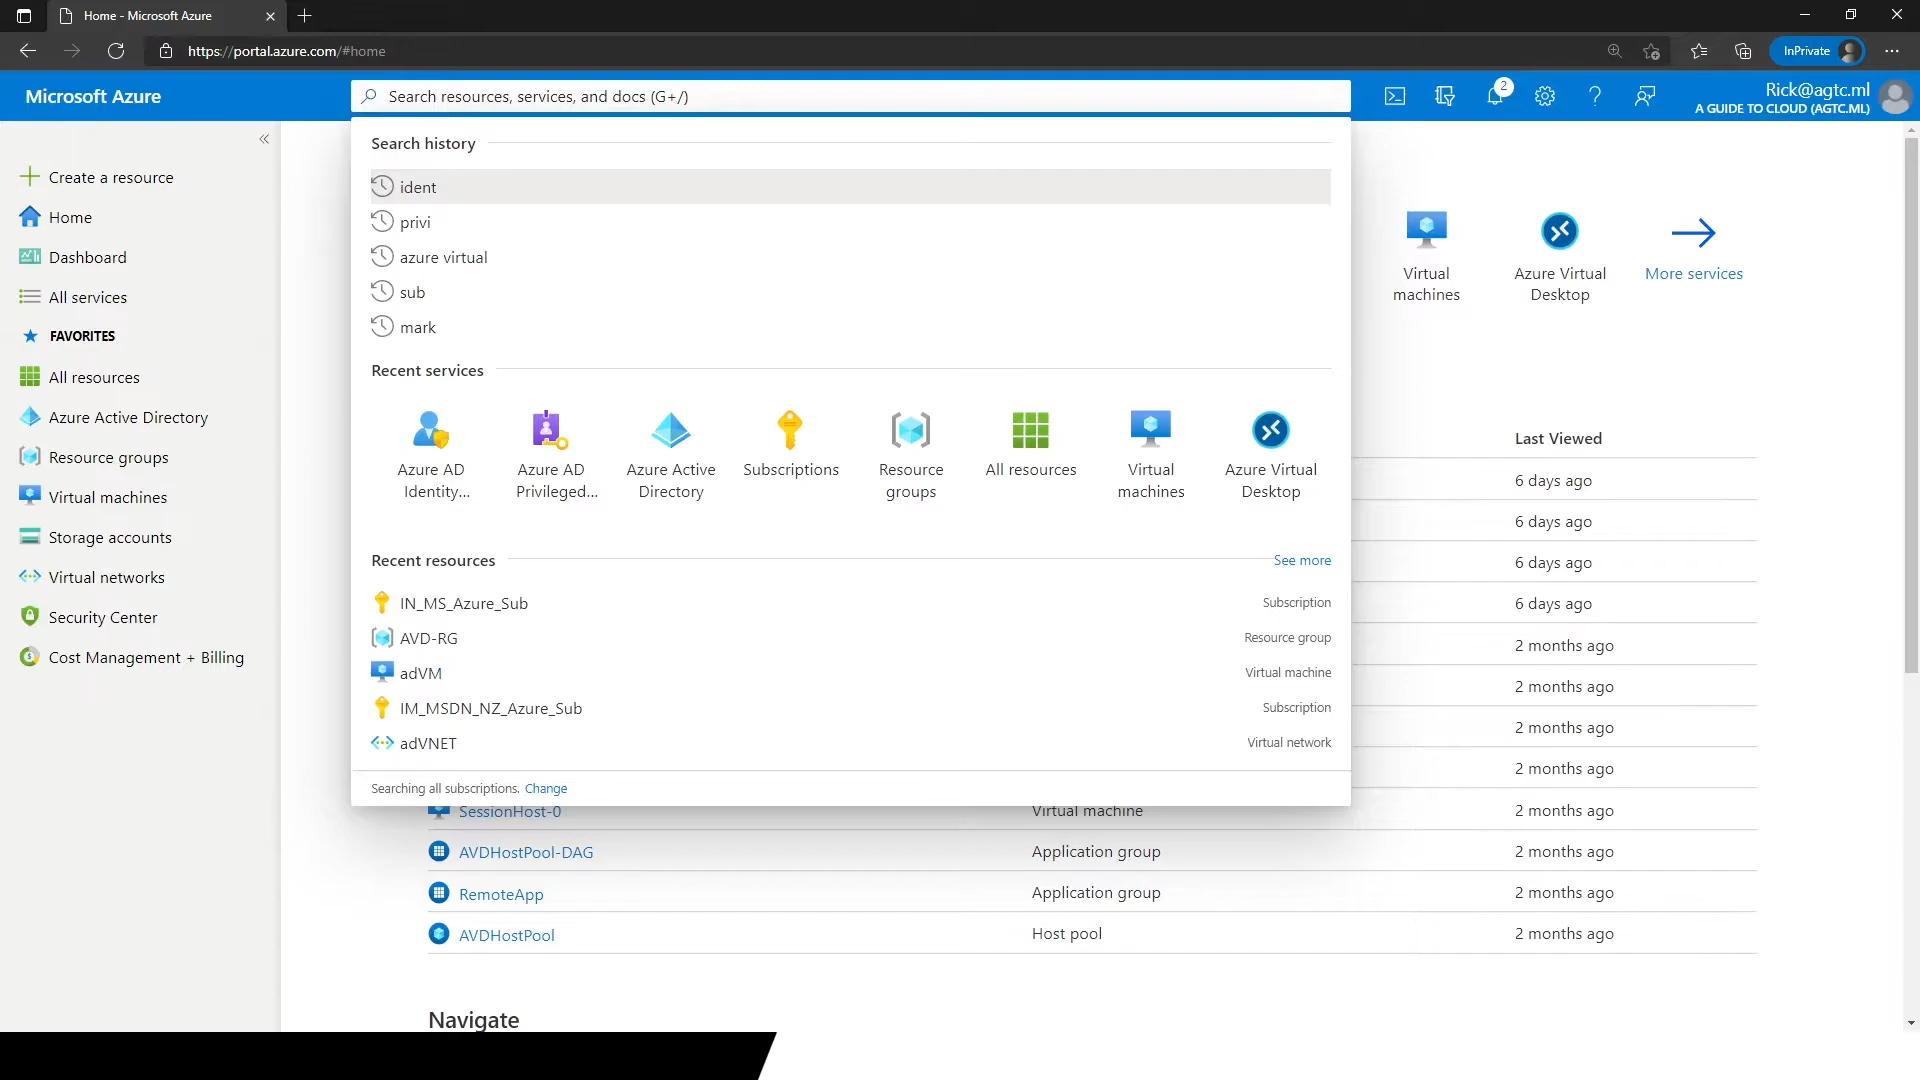 Home - Microsoft Azure
https://portal.azure.com/#home
InPrivate
Microsoft Azure
Search resources, services, and docs (G+/)
2
Rick@agtc.ml
A GUIDE TO CLOUD (AGTC.ML)
Create a resource
Home
Dashboard
All services
FAVORITES
All resources
Azure Active Directory
Resource groups
Virtual machines
Storage accounts
Virtual networks
Security Center
Cost Management + Billing
Search history
ident
privi
azure virtual
sub
mark
Recent services
Azure AD
Identity...
Azure AD
Privileged...
Azure Active
Directory
Subscriptions
Resource
groups
All resources
Virtual
machines
Azure Virtual
Desktop
Recent resources
See more
IN_MS_Azure_Sub
Subscription
AVD-RG
Resource group
adVM
Virtual machine
IM_MSDN_NZ_Azure_Sub
Subscription
adVNET
Virtual network
Searching all subscriptions. Change
Virtual
machines
Azure Virtual
Desktop
More services
Last Viewed
6 days ago
6 days ago
6 days ago
6 days ago
2 months ago
2 months ago
2 months ago
2 months ago
SessionHost-0
Virtual machine
2 months ago
AVDHostPool-DAG
Application group
2 months ago
RemoteApp
Application group
2 months ago
AVDHostPool
Host pool
2 months ago
Navigate